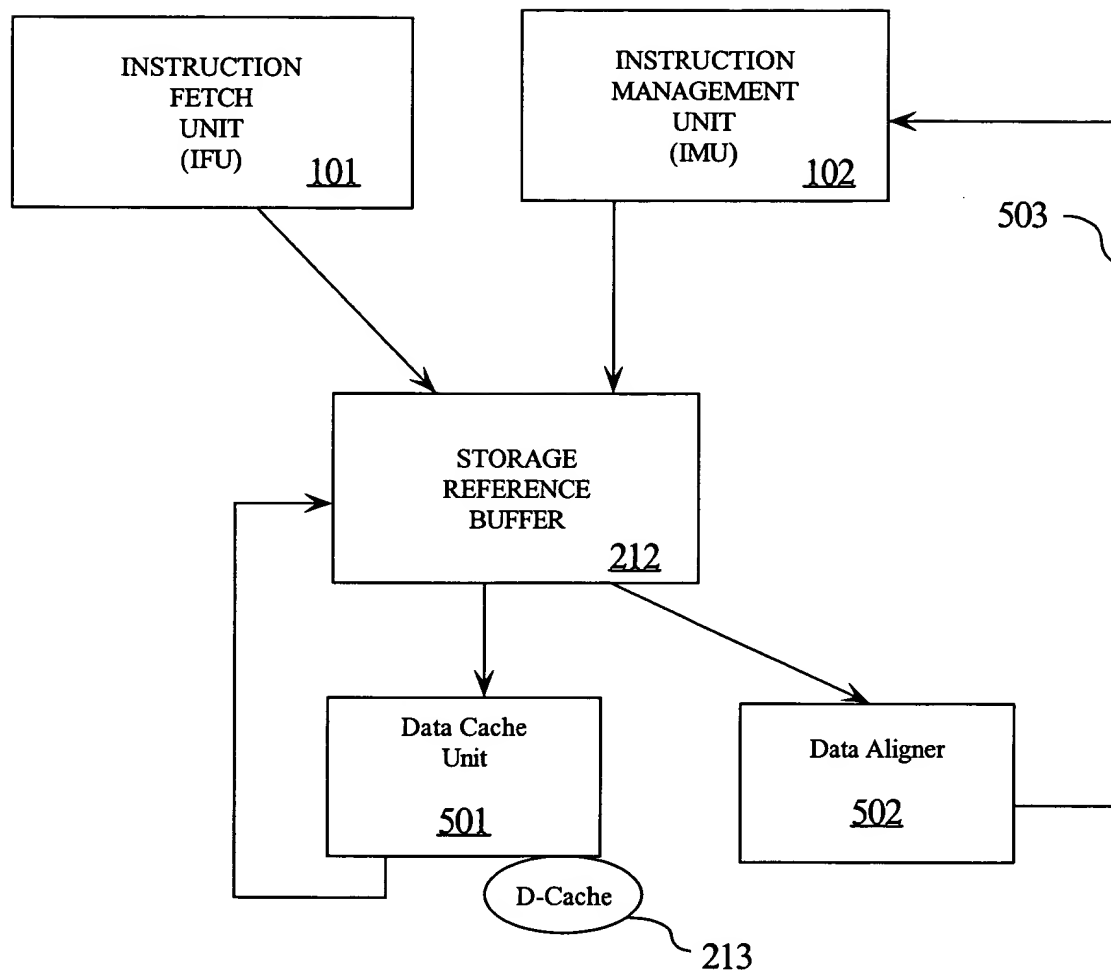 INSTRUCTION
FETCH
UNIT
(IFU)
101
INSTRUCTION
MANAGEMENT
UNIT
(IMU)
102
503
STORAGE
REFERENCE
BUFFER
212
Data Cache
Unit
501
Data Aligner
502
D-Cache
213